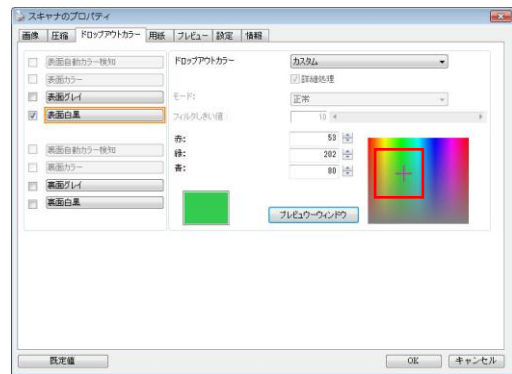 スキャナのプロパティ
画像 圧縮 ドロップアウトカラー 用紙 プレビュー 設定 情報
表面自動カラー検知
表面カラー
表面グレイ
表面白黒
裏面自動カラー検知
裏面カラー
裏面グレイ
裏面白黒
ドロップアウトカラー カスタム
詳細処理
モード: 正常
フィルタしきい値: 10
赤: 53
緑: 202
青: 80
プレビュウーウィンドウ
既定値 OK キャンセル